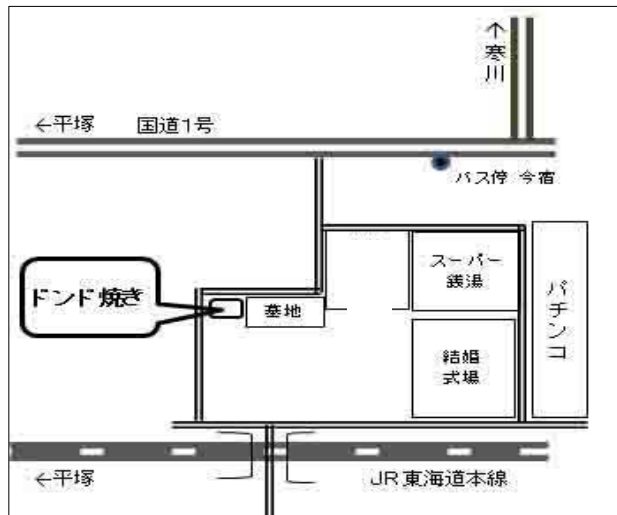 ↑寒川
←平塚 国道1号
バス停 今宿
スーパー
銭湯
パチンコ
ドンド焼き
墓地
結婚
式場
←平塚 JR東海道本線